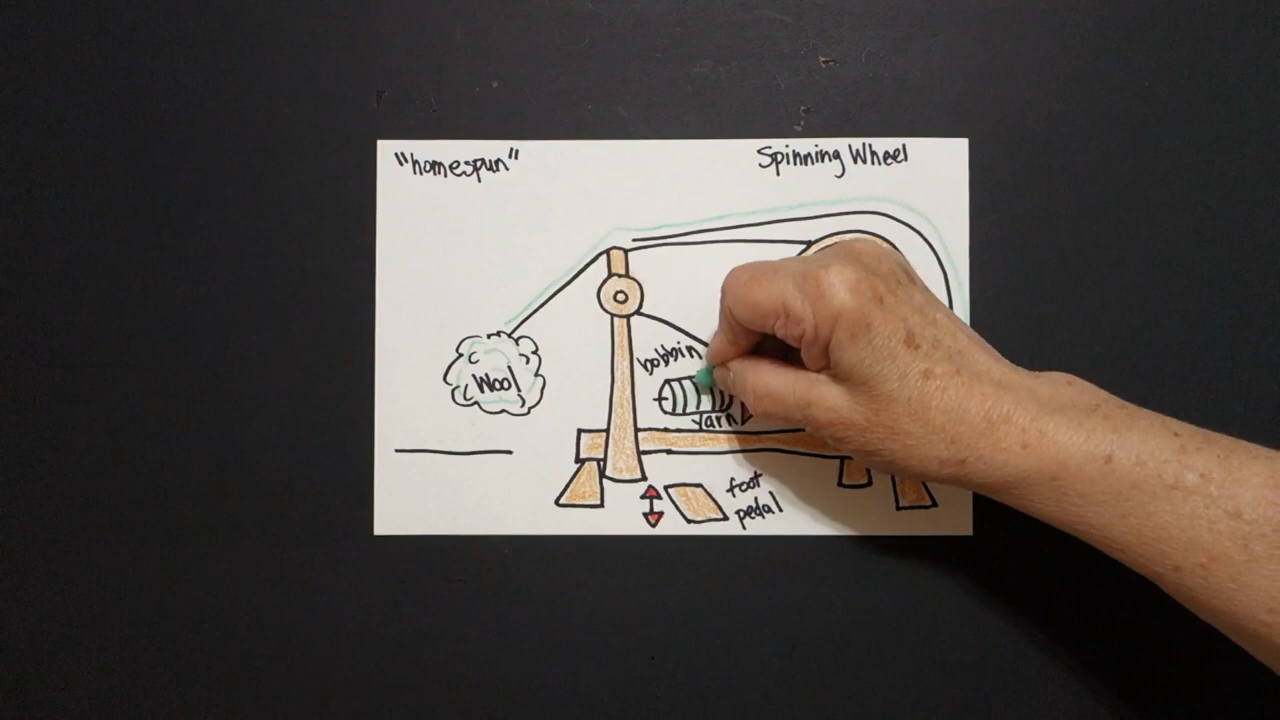 "homespun"
Spinning Wheel
bobbin
Wool
Yarn
foot
pedal